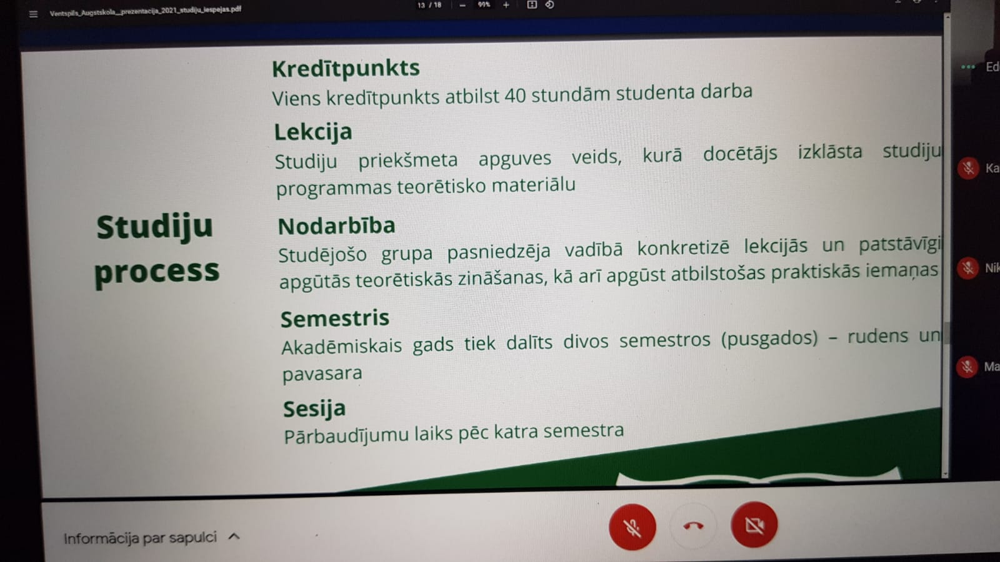 Ventspils_Augstskola__prezentacija_2021_studiju_iespejas.pdf
13 / 18
99%
Kredītpunkts
Viens kredītpunkts atbilst 40 stundām studenta darba
Lekcija
Studiju priekšmeta apguves veids, kurā docētājs izklāsta studiju
programmas teorētisko materiālu
Studiju
process
Nodarbība
Studējošo grupa pasniedzēja vadībā konkretizē lekcijās un patstāvīgi
apgūtās teorētiskās zināšanas, kā arī apgūst atbilstošas praktiskās iemaņas
Semestris
Akadēmiskais gads tiek dalīts divos semestros (pusgados) – rudens un
pavasara
Sesija
Pārbaudījumu laiks pēc katra semestra
Ka
Nik
Ma
Informācija par sapulci